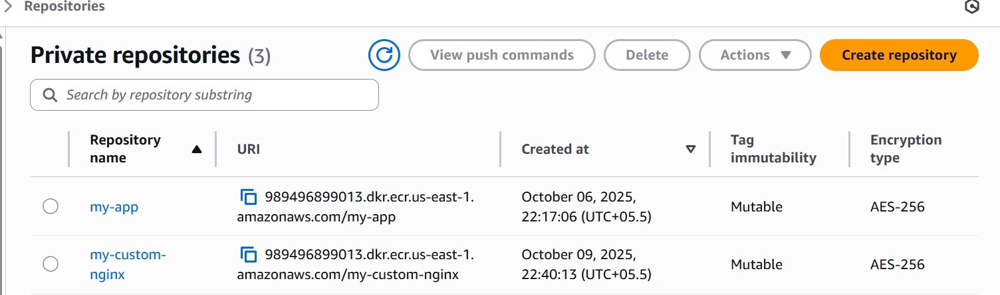 Repositories
Private repositories (3)
View push commands
Delete
Actions
Create repository
Search by repository substring
Repository name
URI
Created at
Tag immutability
Encryption type
my-app
989496899013.dkr.ecr.us-east-1.
amazonaws.com/my-app
October 06, 2025,
22:17:06 (UTC+05.5)
Mutable
AES-256
my-custom-
nginx
989496899013.dkr.ecr.us-east-1.
amazonaws.com/my-custom-nginx
October 09, 2025,
22:40:13 (UTC+05.5)
Mutable
AES-256